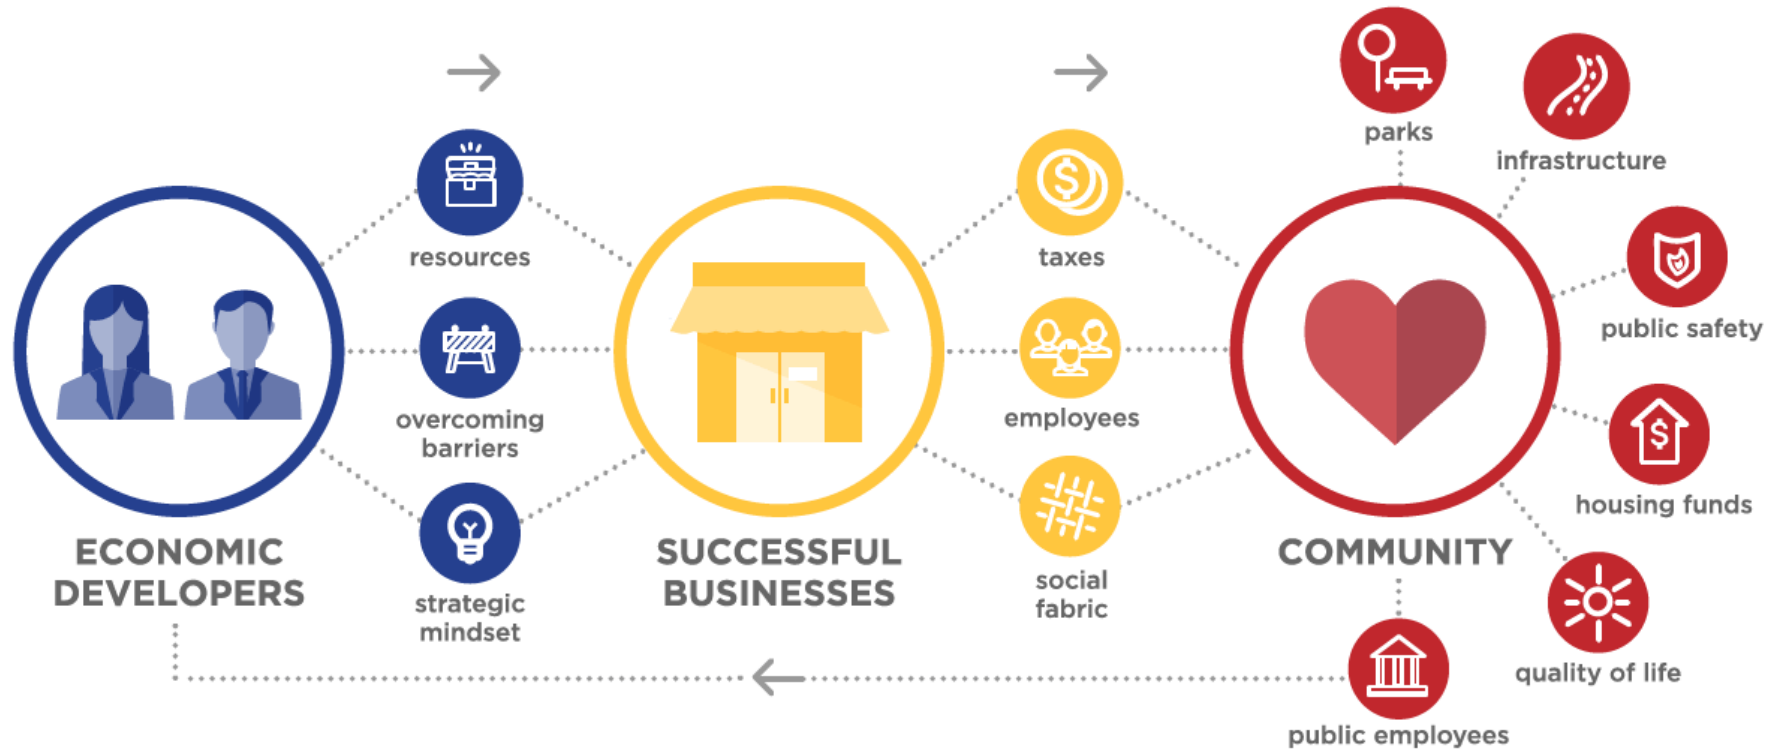 parks
infrastructure
resources
taxes
public safety
overcoming
barriers
employees
housing funds
ECONOMIC
DEVELOPERS
SUCCESSFUL
BUSINESSES
COMMUNITY
strategic
mindset
social
fabric
quality of life
public employees
$
$